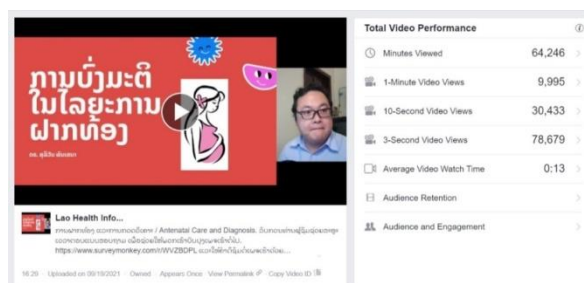 ການບົ່ງມະຕິ
ໃນໄລຍະການ
ຝາກທ້ອງ
Lao Health Info...
/ Antenatal Care and Diagnosis.
https://www.surveymonkey.com/r/WVZBDPL
16:29 · Uploaded on 09/18/2021 · Owned · Appears Once · View Permalink · Copy Video ID
Total Video Performance
Minutes Viewed 64,246
1-Minute Video Views 9,995
10-Second Video Views 30,433
3-Second Video Views 78,679
Average Video Watch Time 0:13
Audience Retention
Audience and Engagement